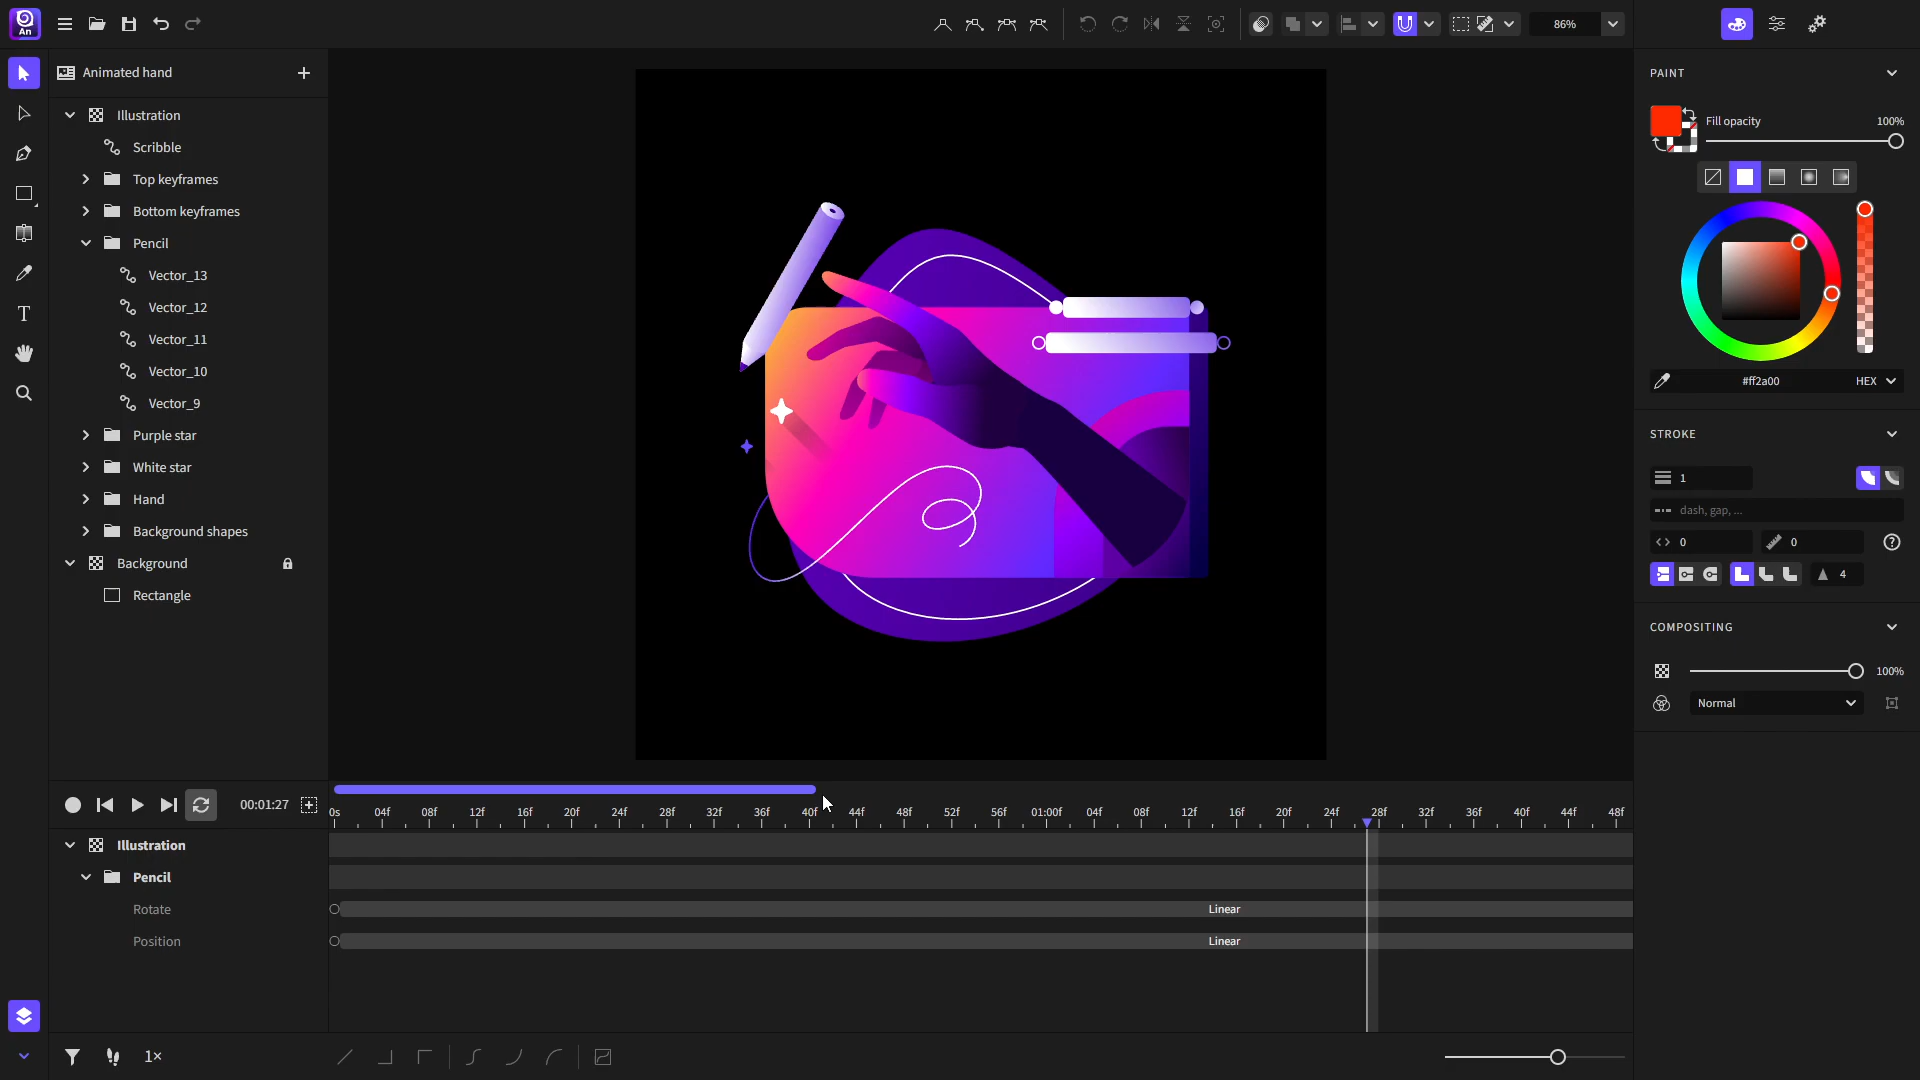 An
86%
Animated hand
Illustration
Scribble
Top keyframes
Bottom keyframes
Pencil
Vector_13
Vector_12
Vector_11
Vector_10
Vector_9
Purple star
White star
Hand
Background shapes
Background
Rectangle
T
PAINT
Fill opacity 100%
#ff2a00 HEX
STROKE
1
dash, gap, ...
0 0 ?
4
COMPOSITING
100%
Normal
00:01:27
0s 04f 08f 12f 16f 20f 24f 28f 32f 36f 40f 44f 48f 52f 56f 01:00f 04f 08f 12f 16f 20f 24f 28f 32f 36f 40f 44f 48f
Illustration
Pencil
Rotate Linear
Position Linear
1×